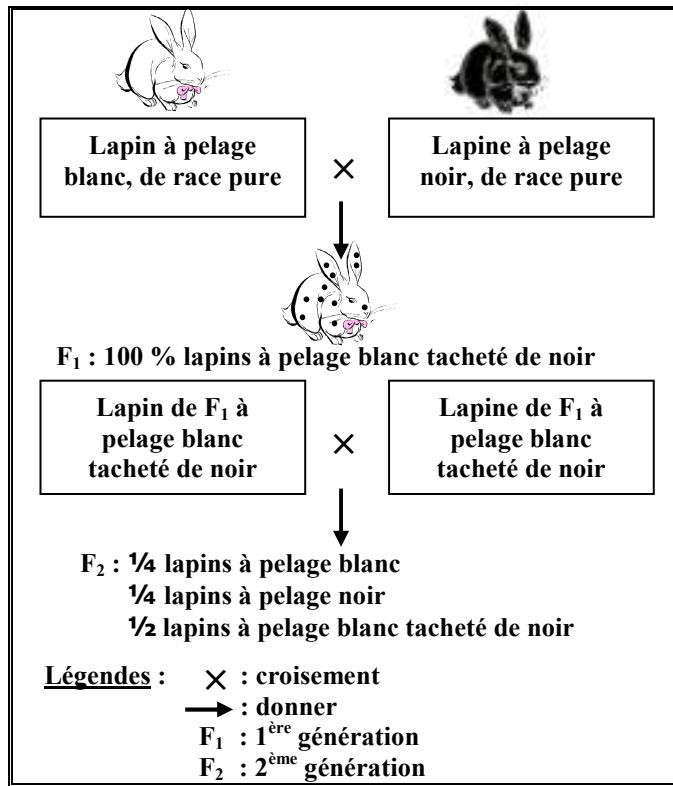 Lapin à pelage
blanc, de race pure
×
Lapine à pelage
noir, de race pure
F₁ : 100 % lapins à pelage blanc tacheté de noir
Lapin de F₁ à
pelage blanc
tacheté de noir
×
Lapine de F₁ à
pelage blanc
tacheté de noir
F₂ : ¼ lapins à pelage blanc
¼ lapins à pelage noir
½ lapins à pelage blanc tacheté de noir
Légendes : × : croisement
→ : donner
F₁ : 1ère génération
F₂ : 2ème génération